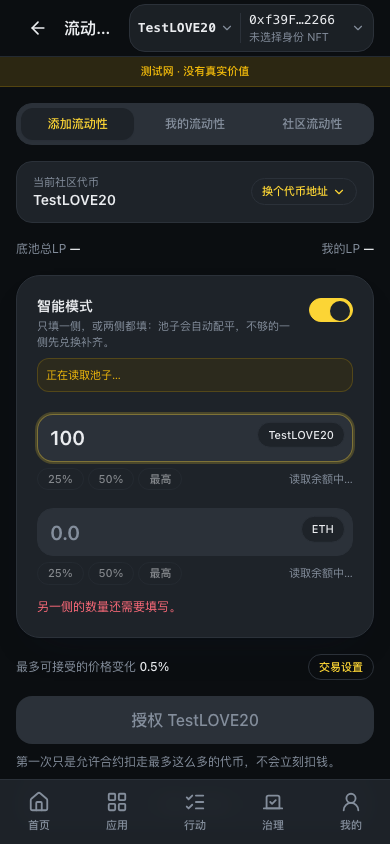 流动...
TestLOVE20
0xf39F…2266
未选择身份 NFT
测试网 · 没有真实价值
添加流动性
我的流动性
社区流动性
当前社区代币
TestLOVE20
换个代币地址
底池总LP —
我的LP —
智能模式
只填一侧，或两侧都填：池子会自动配平，不够的一
侧先兑换补齐。
正在读取池子…
100
TestLOVE20
25%
50%
最高
读取余额中…
0.0
ETH
25%
50%
最高
读取余额中…
另一侧的数量还需要填写。
最多可接受的价格变化 0.5%
交易设置
授权 TestLOVE20
第一次只是允许合约扣走最多这么多的代币，不会立刻扣钱。
首页
应用
行动
治理
我的